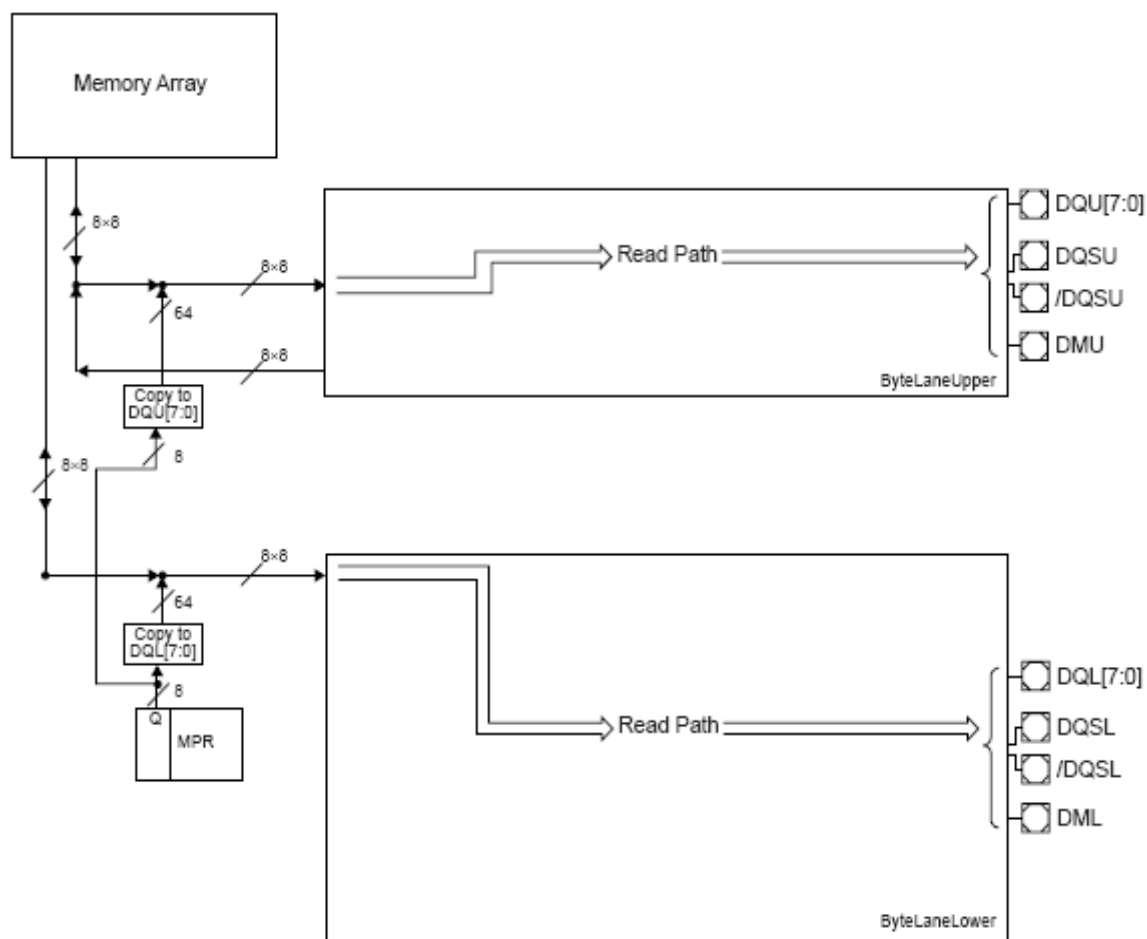 Memory Array
8×8
8×8
64
8×8
Copy to
DQU[7:0]
8
Read Path
DQU[7:0]
DQSU
/DQSU
DMU
ByteLaneUpper
8×8
8×8
64
Copy to
DQL[7:0]
8
Q
MPR
Read Path
DQL[7:0]
DQSL
/DQSL
DML
ByteLaneLower